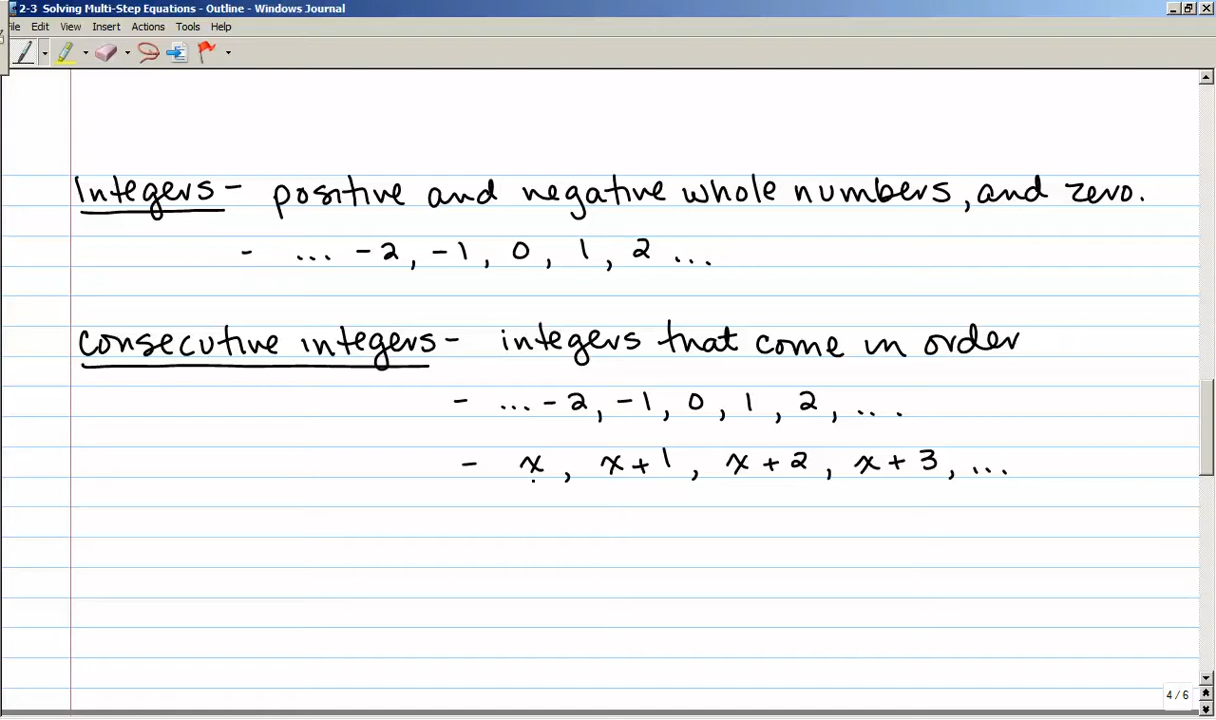 2-3 Solving Multi-Step Equations - Outline - Windows Journal
File Edit View Insert Actions Tools Help
Integers - positive and negative whole numbers, and zero.
- ... -2, -1, 0, 1, 2 ...
Consecutive integers - integers that come in order
- ... -2, -1, 0, 1, 2, ...
- x, x+1, x+2, x+3, ...
4 / 6